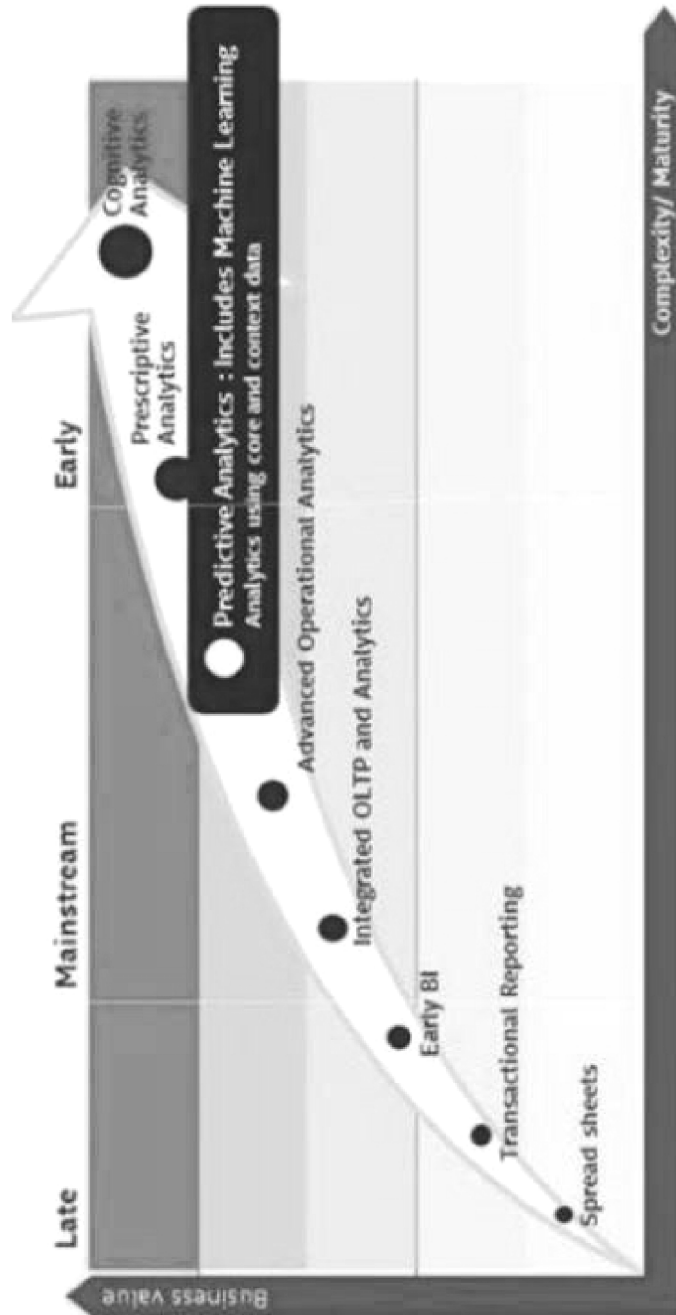 Late
Mainstream
Early
Cognitive
Analytics
Prescriptive
Analytics
Predictive Analytics : Includes Machine Learning
Analytics using core and context data
Advanced Operational Analytics
Integrated OLTP and Analytics
Early BI
Transactional Reporting
Spread sheets
Business value
Complexity/ Maturity